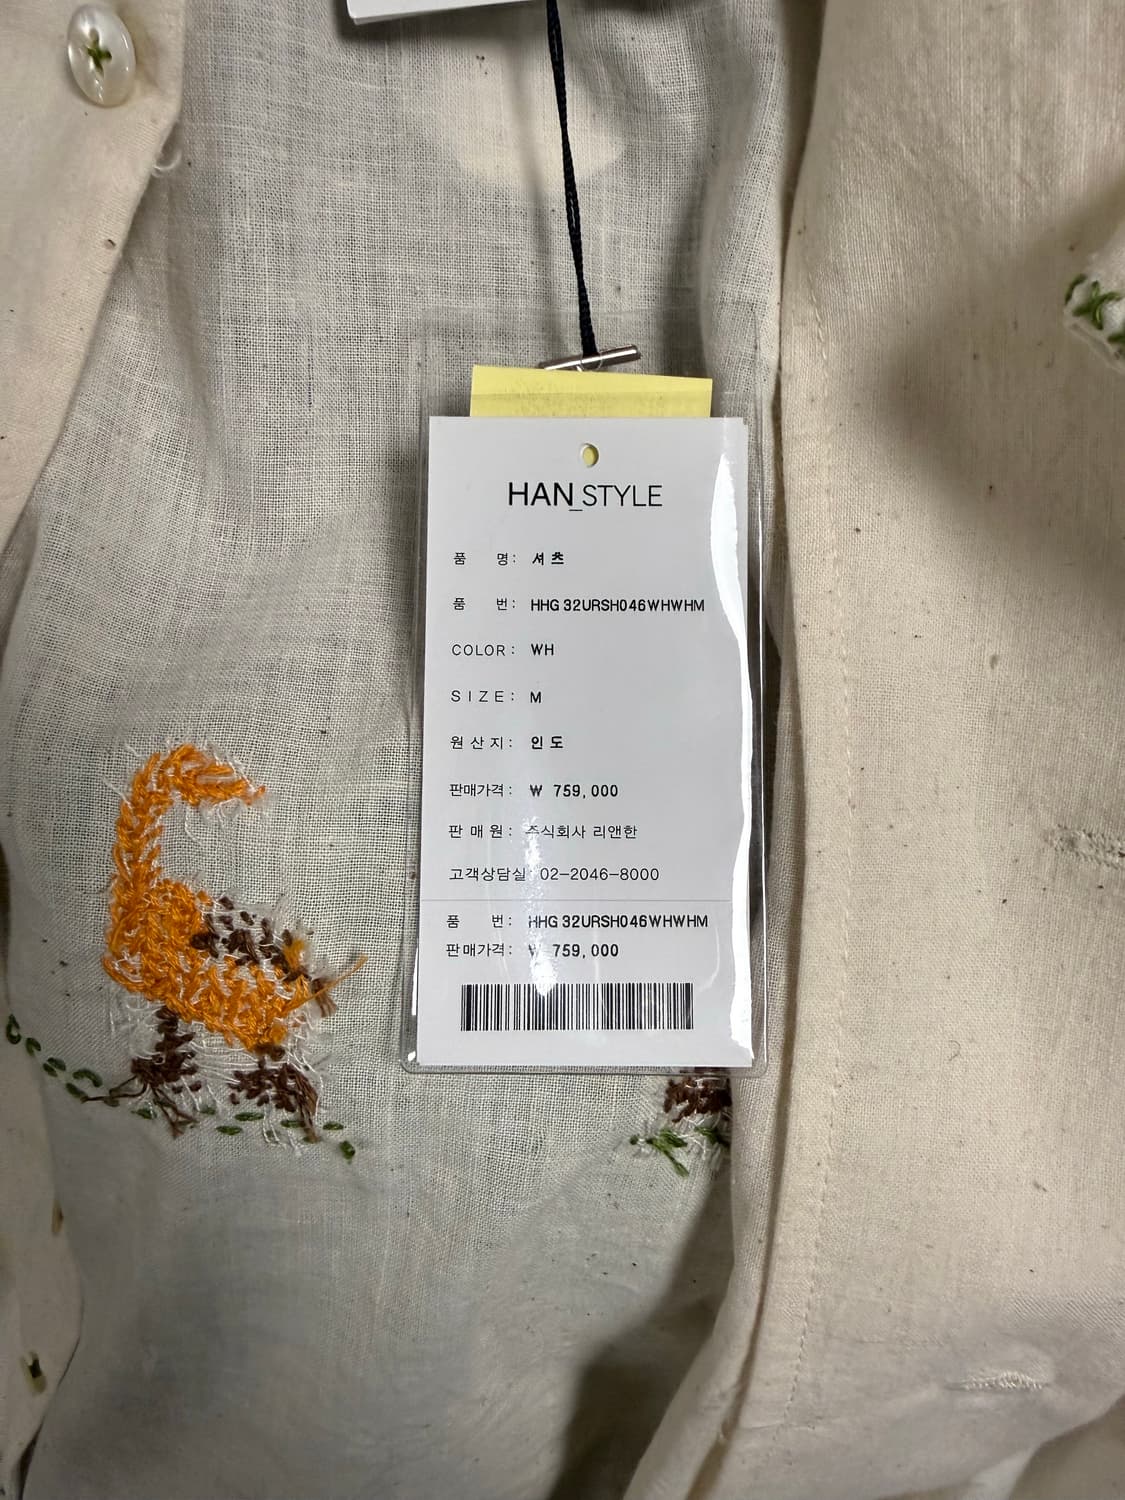 HAN_STYLE
품 명: 셔츠
품 번: HHG32URSH046WHWHM
COLOR: WH
SIZE: M
원산지: 인도
판매가격: ₩ 759,000
판매원: 주식회사 리앤한
고객상담실 02-2046-8000
품 번: HHG32URSH046WHWHM
판매가격: ₩ 759,000